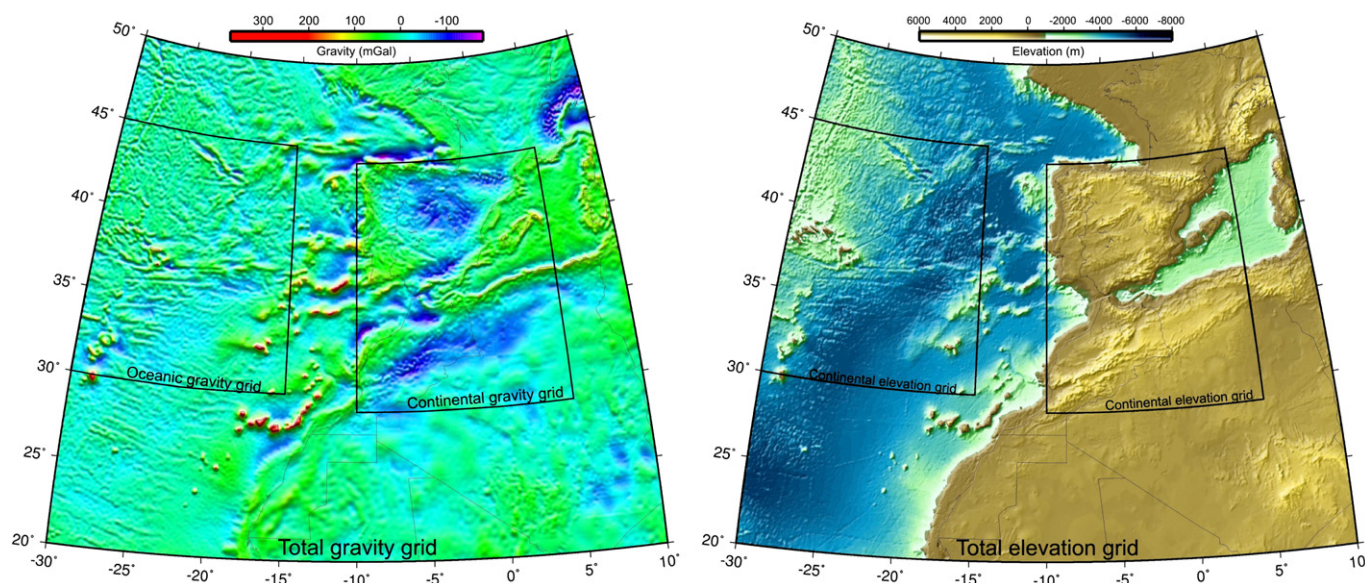 300 200 100 0 -100
Gravity (mGal)
50°
45°
40°
35°
30°
25°
20°
Oceanic gravity grid
Continental gravity grid
Total gravity grid
-30° -25° -20° -15° -10° -5° 0° 5° 10°
6000 4000 2000 0 -2000 -4000 -6000 -8000
Elevation (m)
50°
45°
40°
35°
30°
25°
20°
Continental elevation grid
Continental elevation grid
Total elevation grid
-30° -25° -20° -15° -10° -5° 0° 5° 10°